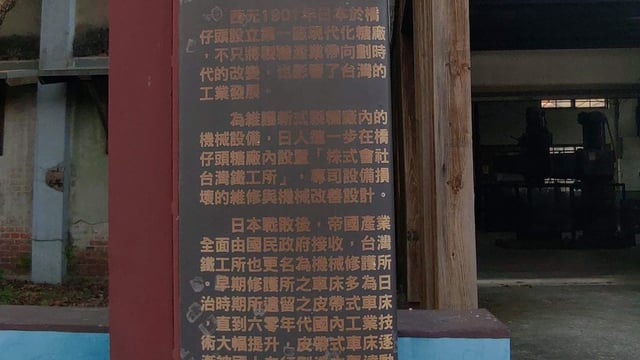 西元1901年日本於橋
仔頭設立第一座現代化糖廠
，不只將製糖產業帶向劃時
代的改變，也影響了台灣的
工業發展。
為維護新式製糖廠內的
機械設備，日人進一步在橋
仔頭糖廠內設置「株式會社
台灣鐵工所」，專司設備損
壞的維修與機械改善設計。
日本戰敗後，帝國產業
全面由國民政府接收，台灣
鐵工所也更名為機械修護所
。早期修護所之車床多為日
治時期所遺留之皮帶式車床
，直到六零年代國內工業技
術大幅提升，皮帶式車床逐